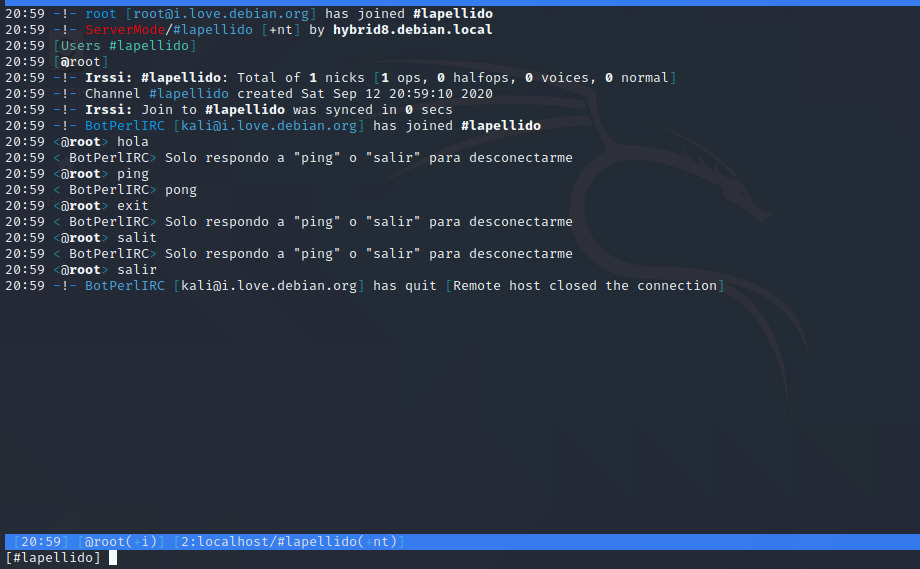 20:59 -!- root [root@i.love.debian.org] has joined #lapellido
20:59 -!- ServerMode/#lapellido [+nt] by hybrid8.debian.local
20:59 [Users #lapellido]
20:59 [@root]
20:59 -!- Irssi: #lapellido: Total of 1 nicks [1 ops, 0 halfops, 0 voices, 0 normal]
20:59 -!- Channel #lapellido created Sat Sep 12 20:59:10 2020
20:59 -!- Irssi: Join to #lapellido was synced in 0 secs
20:59 -!- BotPerlIRC [kali@i.love.debian.org] has joined #lapellido
20:59 <@root> hola
20:59 < BotPerlIRC> Solo respondo a "ping" o "salir" para desconectarme
20:59 <@root> ping
20:59 < BotPerlIRC> pong
20:59 <@root> exit
20:59 < BotPerlIRC> Solo respondo a "ping" o "salir" para desconectarme
20:59 <@root> salit
20:59 < BotPerlIRC> Solo respondo a "ping" o "salir" para desconectarme
20:59 <@root> salir
20:59 -!- BotPerlIRC [kali@i.love.debian.org] has quit [Remote host closed the connection]
[20:59] [@root(+i)] [2:localhost/#lapellido(+nt)]
[#lapellido]